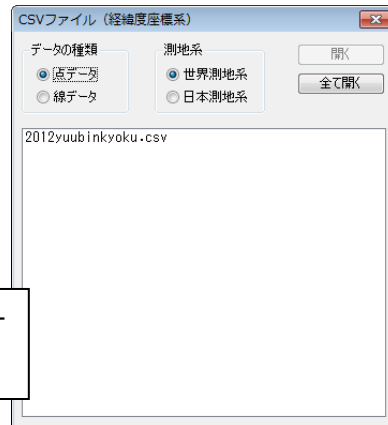 CSVファイル（経緯度座標系）
データの種類
点データ
線データ
測地系
世界測地系
日本測地系
開く
全て開く
2012yuubinkyoku.csv
ー